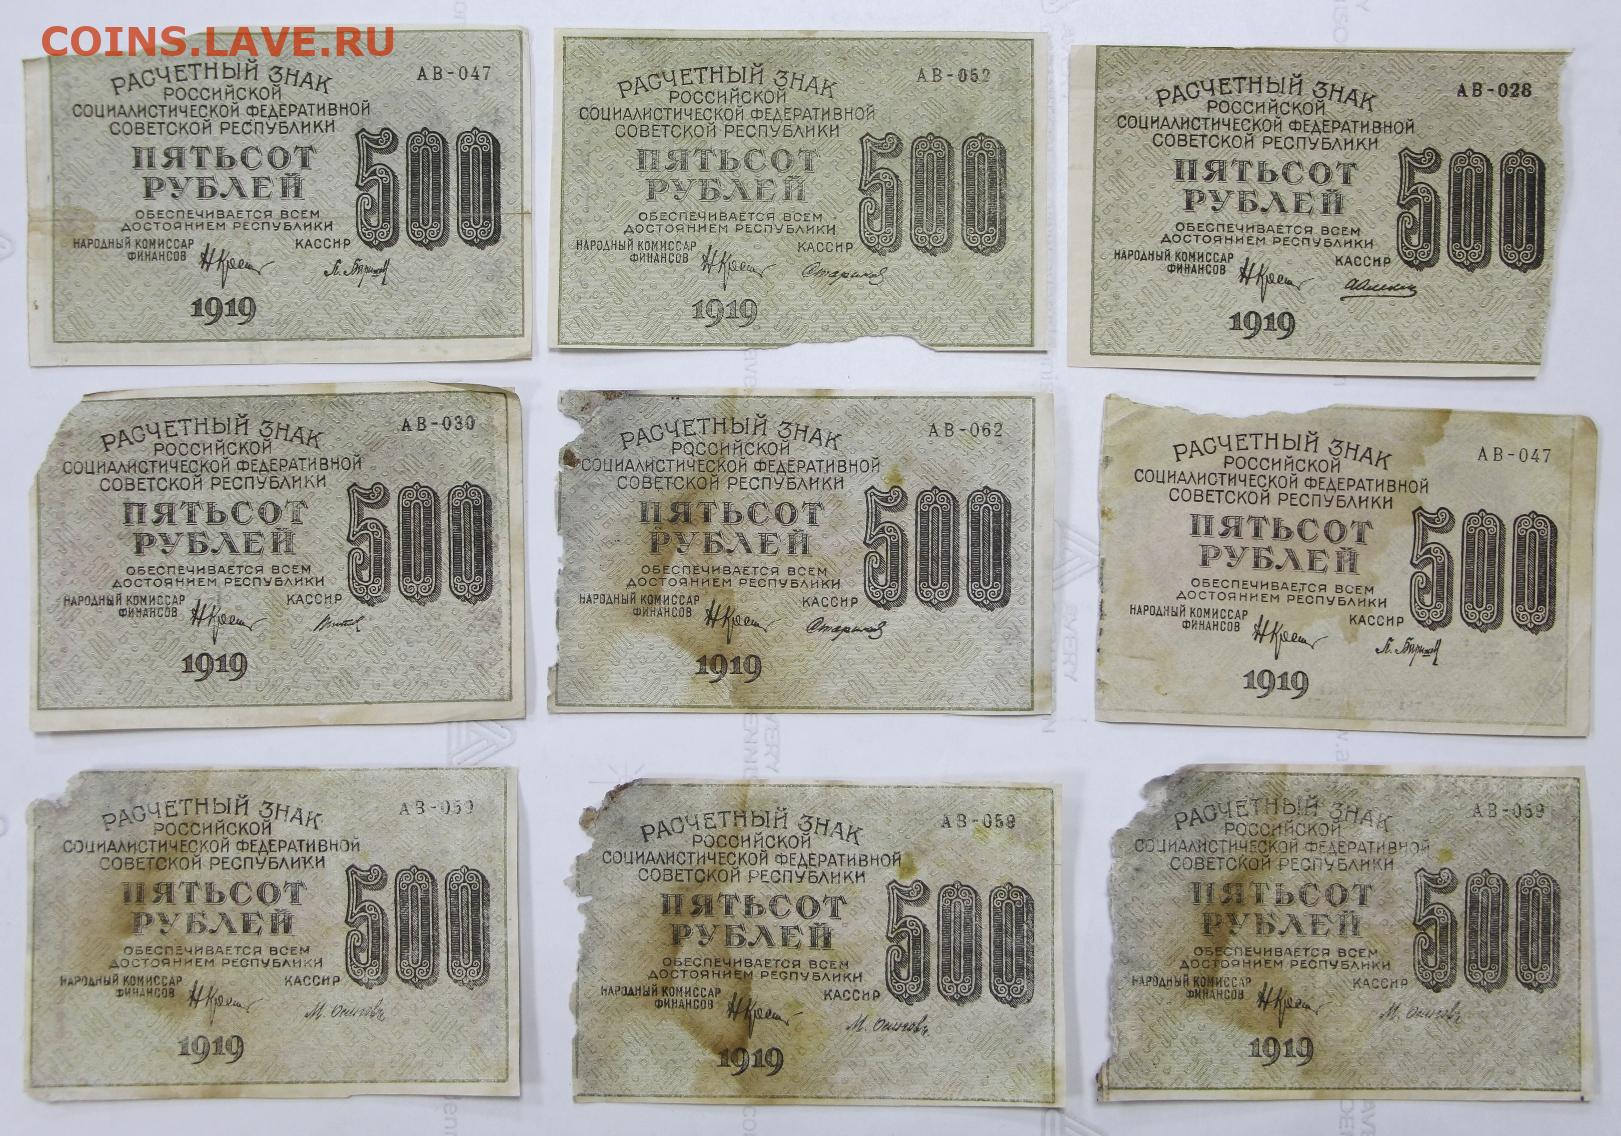 COINS.LAVE.RU
РАСЧЕТНЫЙ ЗНАК
АВ-047
РОССИЙСКОЙ
СОЦИАЛИСТИЧЕСКОЙ ФЕДЕРАТИВНОЙ
СОВЕТСКОЙ РЕСПУБЛИКИ
ПЯТЬСОТ
РУБЛЕЙ
500
ОБЕСПЕЧИВАЕТСЯ ВСЕМ
ДОСТОЯНИЕМ РЕСПУБЛИКИ
НАРОДНЫЙ КОМИССАР
ФИНАНСОВ
КАССИР
1919
РАСЧЕТНЫЙ ЗНАК
АВ-052
РОССИЙСКОЙ
СОЦИАЛИСТИЧЕСКОЙ ФЕДЕРАТИВНОЙ
СОВЕТСКОЙ РЕСПУБЛИКИ
ПЯТЬСОТ
РУБЛЕЙ
500
ОБЕСПЕЧИВАЕТСЯ ВСЕМ
ДОСТОЯНИЕМ РЕСПУБЛИКИ
НАРОДНЫЙ КОМИССАР
ФИНАНСОВ
КАССИР
1919
РАСЧЕТНЫЙ ЗНАК
АВ-028
РОССИЙСКОЙ
СОЦИАЛИСТИЧЕСКОЙ ФЕДЕРАТИВНОЙ
СОВЕТСКОЙ РЕСПУБЛИКИ
ПЯТЬСОТ
РУБЛЕЙ
500
ОБЕСПЕЧИВАЕТСЯ ВСЕМ
ДОСТОЯНИЕМ РЕСПУБЛИКИ
НАРОДНЫЙ КОМИССАР
ФИНАНСОВ
КАССИР
1919
РАСЧЕТНЫЙ ЗНАК
АВ-030
РОССИЙСКОЙ
СОЦИАЛИСТИЧЕСКОЙ ФЕДЕРАТИВНОЙ
СОВЕТСКОЙ РЕСПУБЛИКИ
ПЯТЬСОТ
РУБЛЕЙ
500
ОБЕСПЕЧИВАЕТСЯ ВСЕМ
ДОСТОЯНИЕМ РЕСПУБЛИКИ
НАРОДНЫЙ КОМИССАР
ФИНАНСОВ
КАССИР
1919
РАСЧЕТНЫЙ ЗНАК
АВ-062
РОССИЙСКОЙ
СОЦИАЛИСТИЧЕСКОЙ ФЕДЕРАТИВНОЙ
СОВЕТСКОЙ РЕСПУБЛИКИ
ПЯТЬСОТ
РУБЛЕЙ
500
ОБЕСПЕЧИВАЕТСЯ ВСЕМ
ДОСТОЯНИЕМ РЕСПУБЛИКИ
НАРОДНЫЙ КОМИССАР
ФИНАНСОВ
КАССИР
1919
РАСЧЕТНЫЙ ЗНАК
АВ-047
РОССИЙСКОЙ
СОЦИАЛИСТИЧЕСКОЙ ФЕДЕРАТИВНОЙ
СОВЕТСКОЙ РЕСПУБЛИКИ
ПЯТЬСОТ
РУБЛЕЙ
500
ОБЕСПЕЧИВАЕТСЯ ВСЕМ
ДОСТОЯНИЕМ РЕСПУБЛИКИ
НАРОДНЫЙ КОМИССАР
ФИНАНСОВ
КАССИР
1919
РАСЧЕТНЫЙ ЗНАК
АВ-059
РОССИЙСКОЙ
СОЦИАЛИСТИЧЕСКОЙ ФЕДЕРАТИВНОЙ
СОВЕТСКОЙ РЕСПУБЛИКИ
ПЯТЬСОТ
РУБЛЕЙ
500
ОБЕСПЕЧИВАЕТСЯ ВСЕМ
ДОСТОЯНИЕМ РЕСПУБЛИКИ
НАРОДНЫЙ КОМИССАР
ФИНАНСОВ
КАССИР
1919
РАСЧЕТНЫЙ ЗНАК
АВ-059
РОССИЙСКОЙ
СОЦИАЛИСТИЧЕСКОЙ ФЕДЕРАТИВНОЙ
СОВЕТСКОЙ РЕСПУБЛИКИ
ПЯТЬСОТ
РУБЛЕЙ
500
ОБЕСПЕЧИВАЕТСЯ ВСЕМ
ДОСТОЯНИЕМ РЕСПУБЛИКИ
НАРОДНЫЙ КОМИССАР
ФИНАНСОВ
КАССИР
1919
РАСЧЕТНЫЙ ЗНАК
АВ-059
РОССИЙСКОЙ
СОЦИАЛИСТИЧЕСКОЙ ФЕДЕРАТИВНОЙ
СОВЕТСКОЙ РЕСПУБЛИКИ
ПЯТЬСОТ
РУБЛЕЙ
500
ОБЕСПЕЧИВАЕТСЯ ВСЕМ
ДОСТОЯНИЕМ РЕСПУБЛИКИ
НАРОДНЫЙ КОМИССАР
ФИНАНСОВ
КАССИР
1919